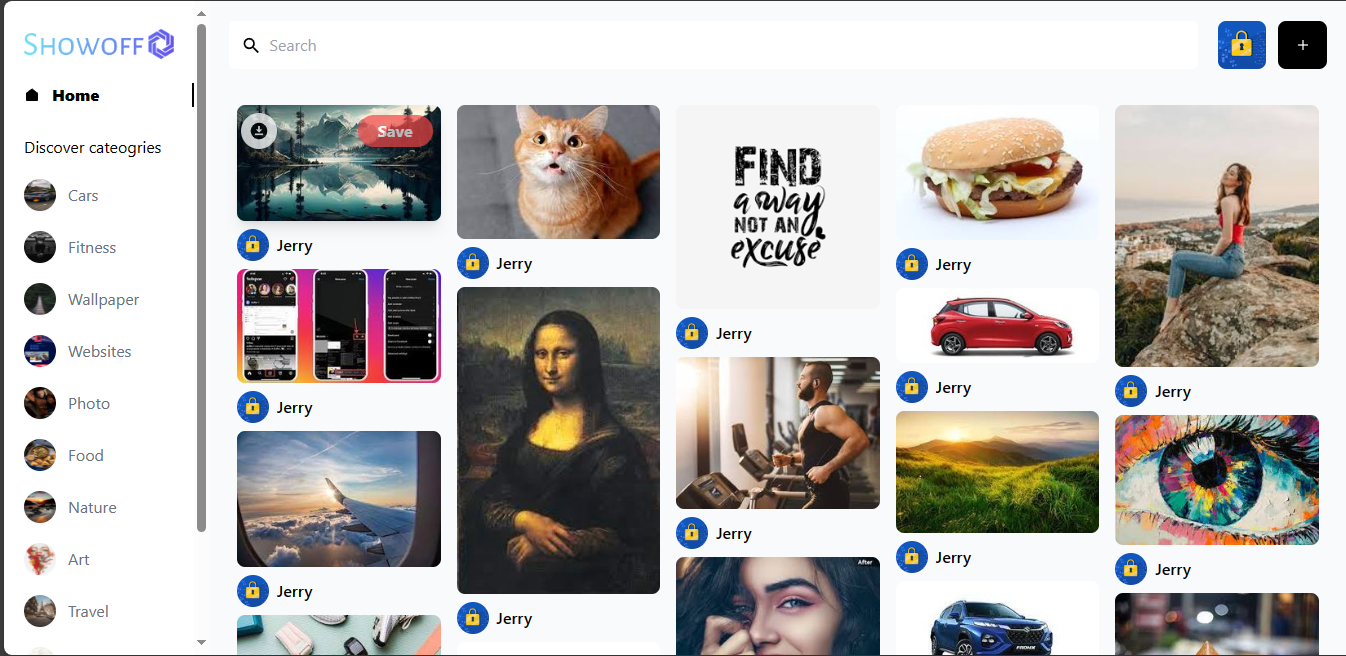 SHOWOFF
Home
Discover cateogries
Cars
Fitness
Wallpaper
Websites
Photo
Food
Nature
Art
Travel
Search
+
Save
Jerry
Jerry
Jerry
Jerry
Jerry
FIND
a way
NOT AN
excuse
Jerry
Jerry
After
Jerry
Jerry
Jerry
FRONX
Jerry
Jerry